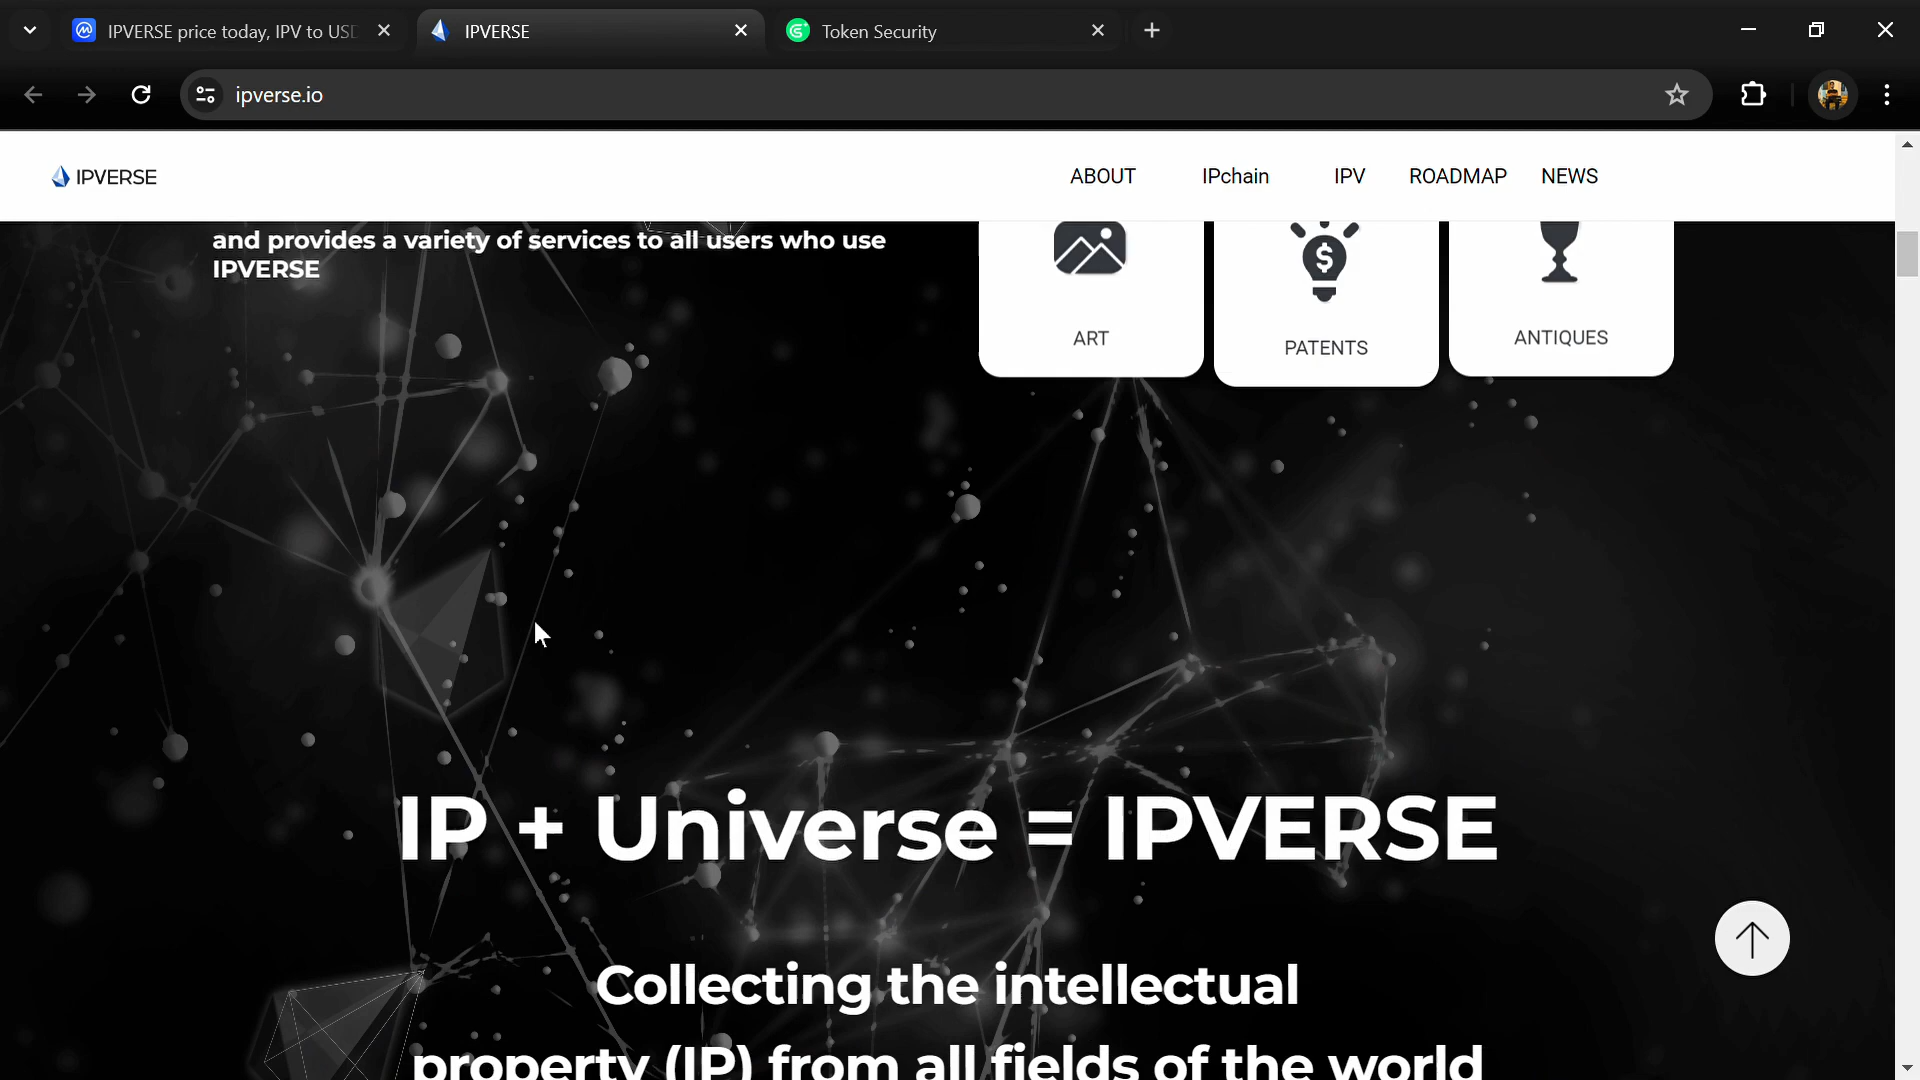 IPVERSE price today, IPV to USD
IPVERSE
Token Security
ipverse.io
IPVERSE
ABOUT
IPchain
IPV
ROADMAP
NEWS
and provides a variety of services to all users who use
IPVERSE
ART
PATENTS
ANTIQUES
IP + Universe = IPVERSE
Collecting the intellectual
property (IP) from all fields of the world